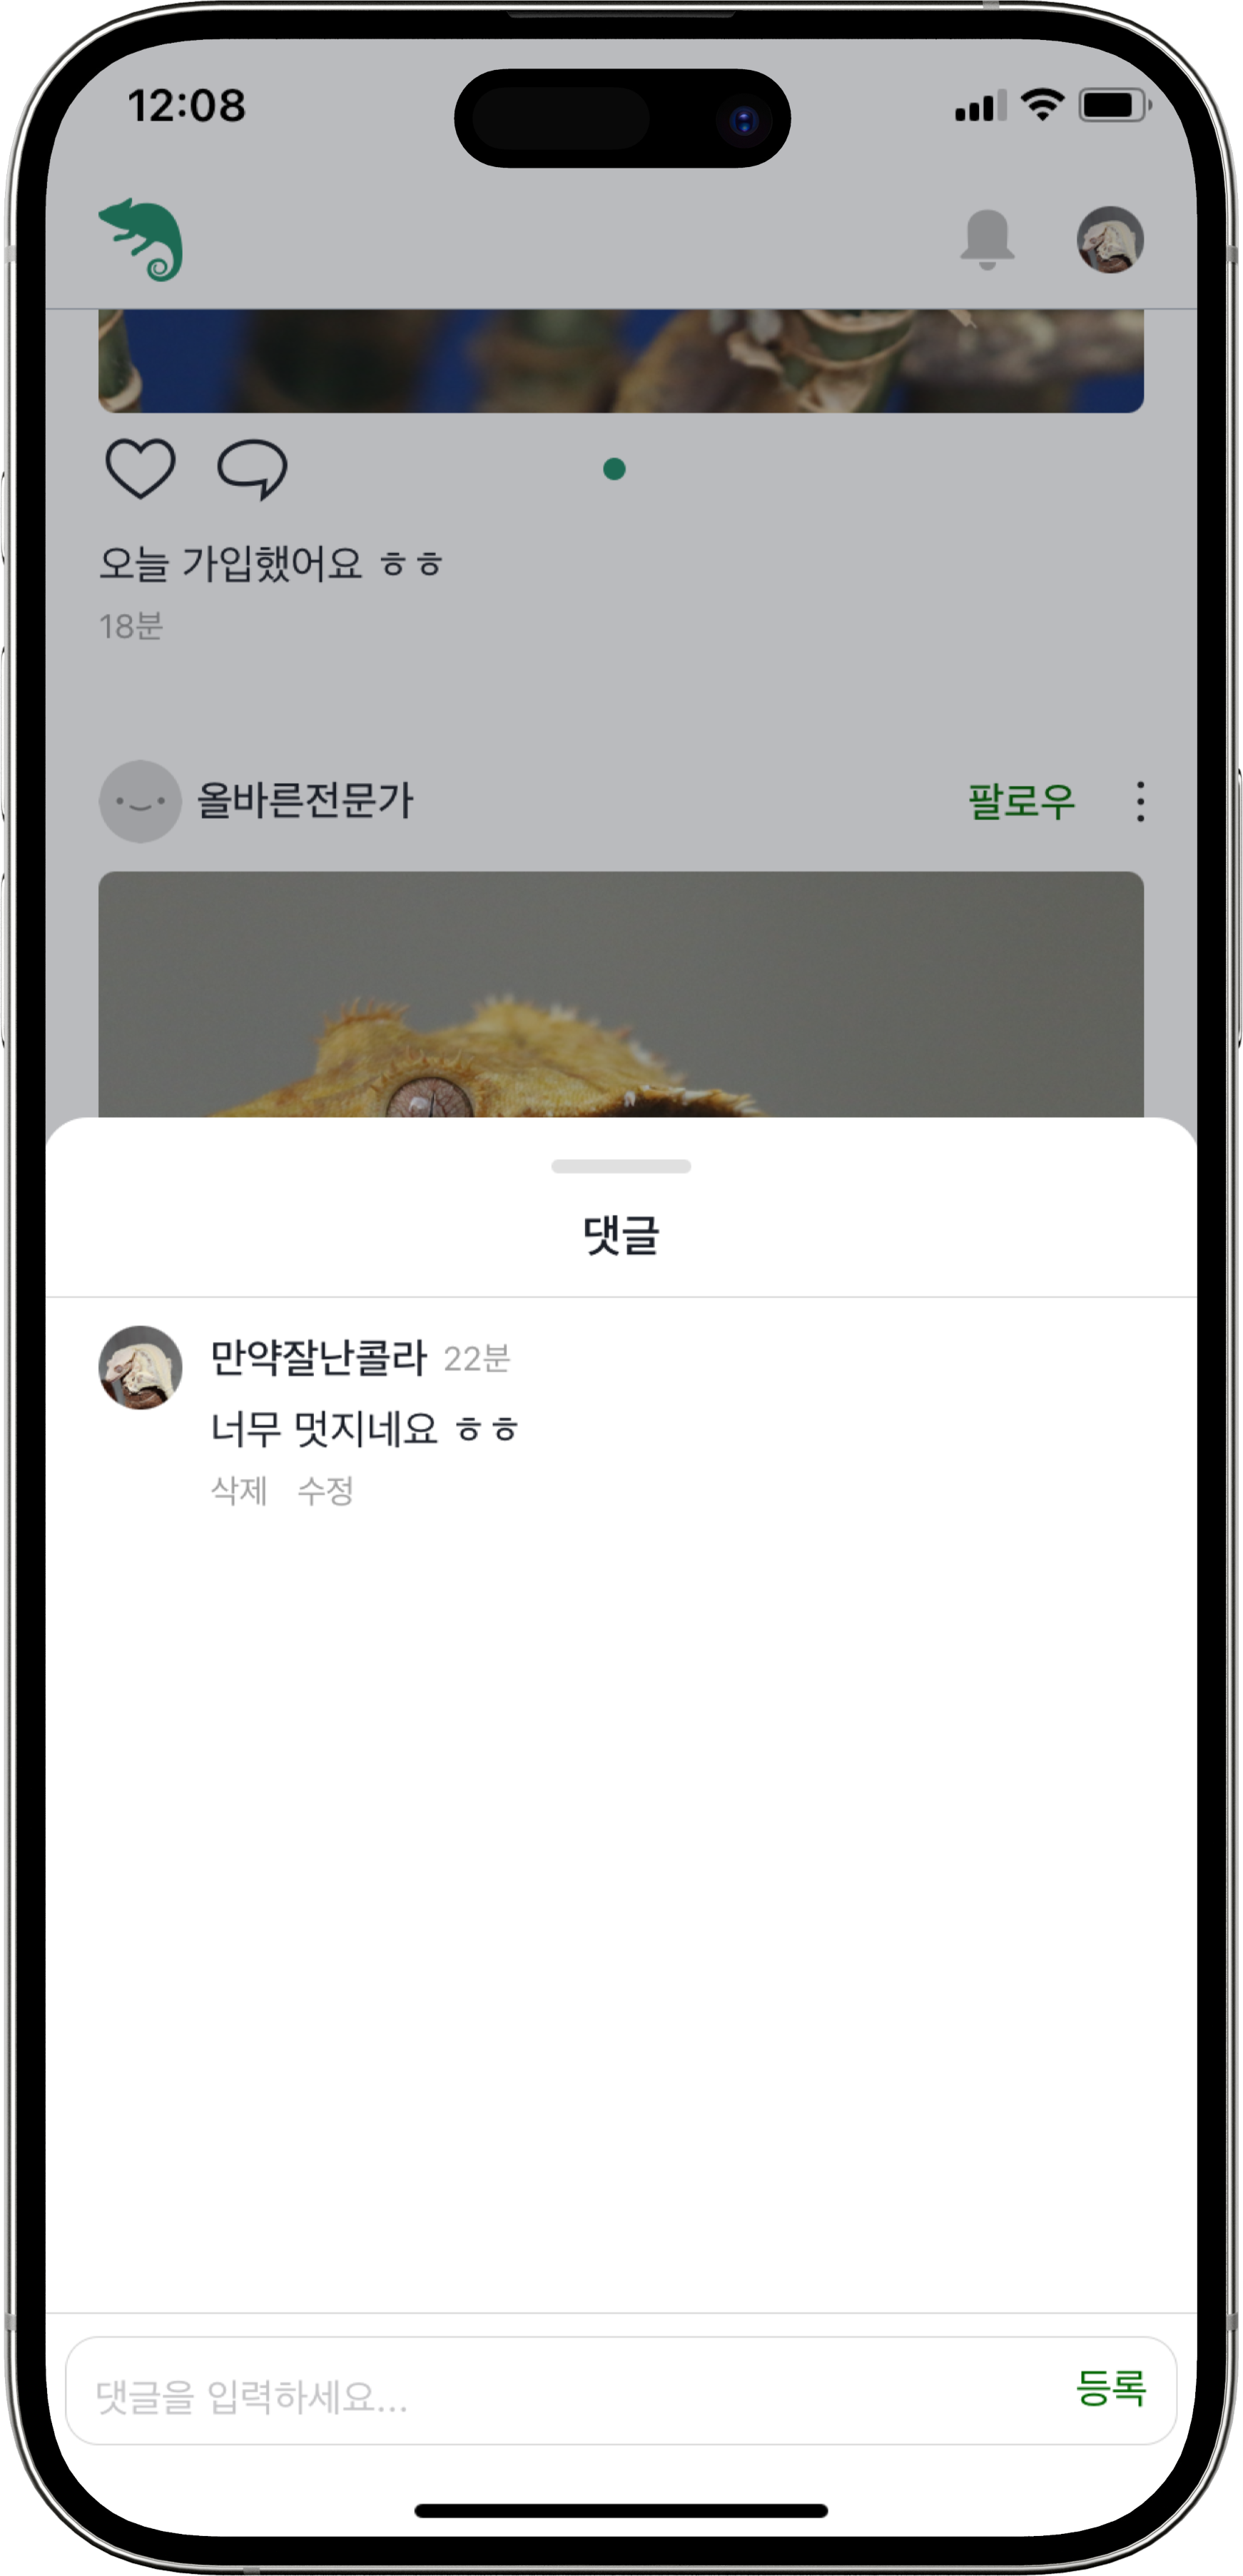 12:08
오늘 가입했어요 ㅎㅎ
18분
올바른전문가 팔로우
댓글
만약잘난콜라 22분
너무 멋지네요 ㅎㅎ
삭제 수정
댓글을 입력하세요... 등록